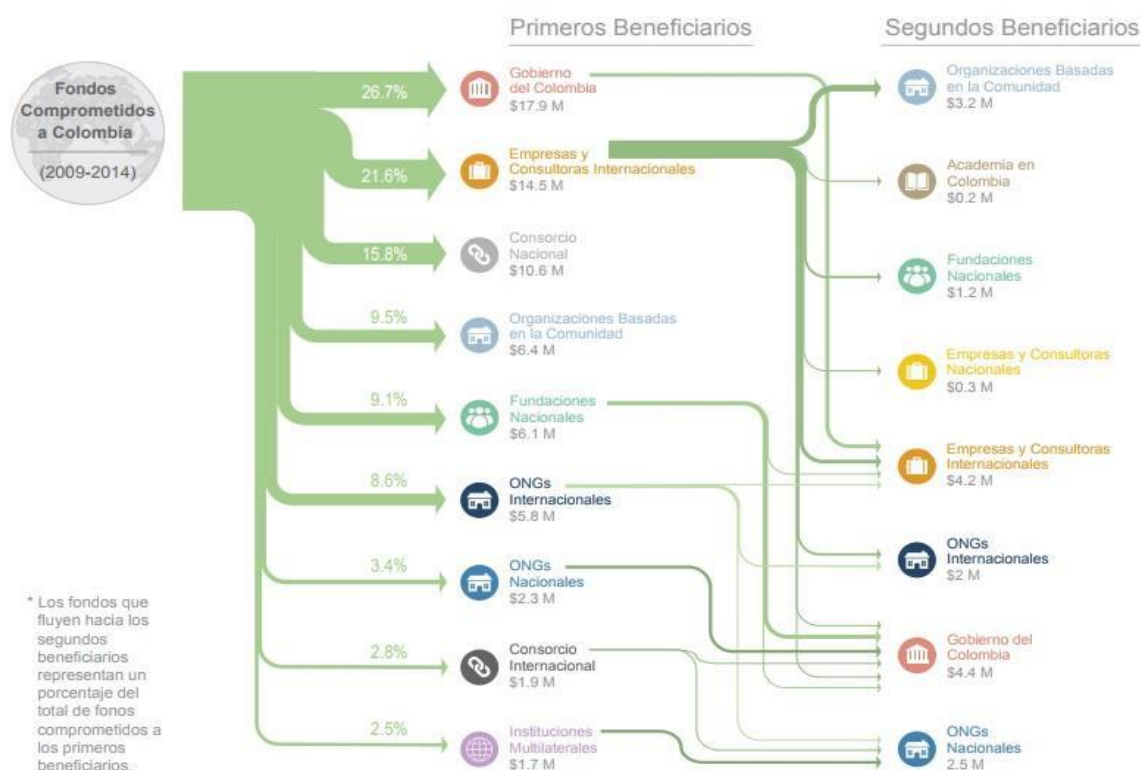 Primeros Beneficiarios
Segundos Beneficiarios
Fondos
Comprometidos
a Colombia
(2009-2014)
26.7%
Gobierno
del Colombia
$17.9 M
21.6%
Empresas y
Consultoras Internacionales
$14.5 M
15.8%
Consorcio
Nacional
$10.6 M
9.5%
Organizaciones Basadas
en la Comunidad
$6.4 M
9.1%
Fundaciones
Nacionales
$6.1 M
8.6%
ONGs
Internacionales
$5.8 M
3.4%
ONGs
Nacionales
$2.3 M
2.8%
Consorcio
Internacional
$1.9 M
2.5%
Instituciones
Multilaterales
$1.7 M
Organizaciones Basadas
en la Comunidad
$3.2 M
Academia en
Colombia
$0.2 M
Fundaciones
Nacionales
$1.2 M
Empresas y Consultoras
Nacionales
$0.3 M
Empresas y Consultoras
Internacionales
$4.2 M
ONGs
Internacionales
$2 M
Gobierno del
Colombia
$4.4 M
ONGs
Nacionales
2.5 M
* Los fondos que
fluyen hacia los
segundos
beneficiarios
representan un
porcentaje del
total de fonos
comprometidos a
los primeros
beneficiarios.